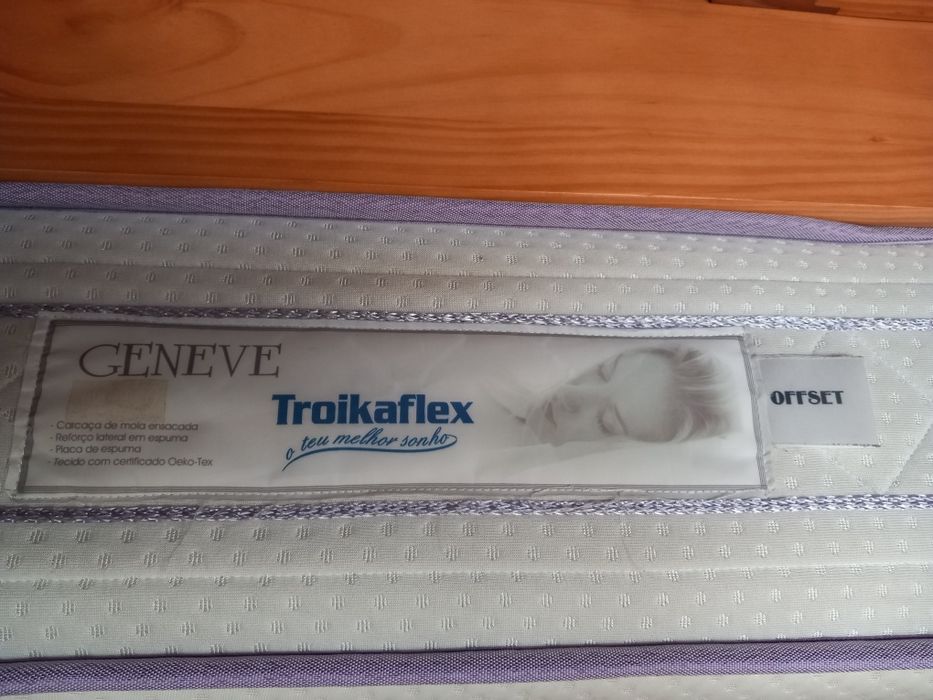 GENEVE
- Carcaça de mola ensacada
- Reforço lateral em espuma
- Placa de espuma
- Tecido com certificado Oeko-Tex
Troikaflex
o teu melhor sonho
OFFSET